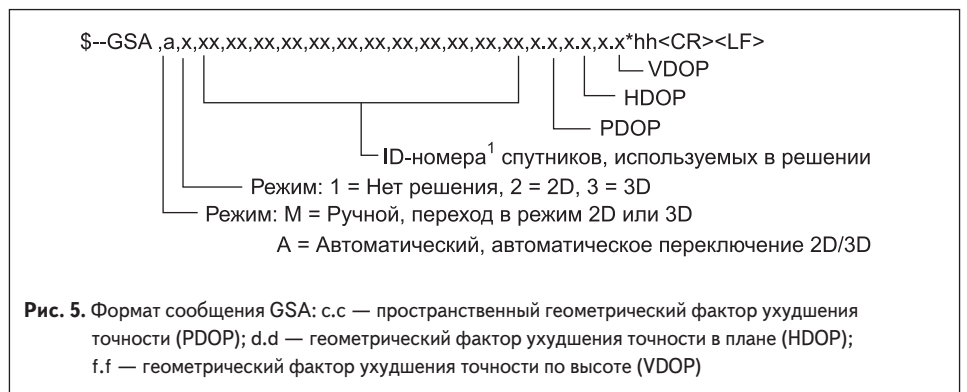 $--GSA ,a,x,xx,xx,xx,xx,xx,xx,xx,xx,xx,xx,xx,xx,x.x,x.x,x.x*hh<CR><LF>
VDOP
HDOP
PDOP
ID-номера¹ спутников, используемых в решении
Режим: 1 = Нет решения, 2 = 2D, 3 = 3D
Режим: М = Ручной, переход в режим 2D или 3D
А = Автоматический, автоматическое переключение 2D/3D
Рис. 5. Формат сообщения GSA: c.c — пространственный геометрический фактор ухудшения
точности (PDOP); d.d — геометрический фактор ухудшения точности в плане (HDOP);
f.f — геометрический фактор ухудшения точности по высоте (VDOP)